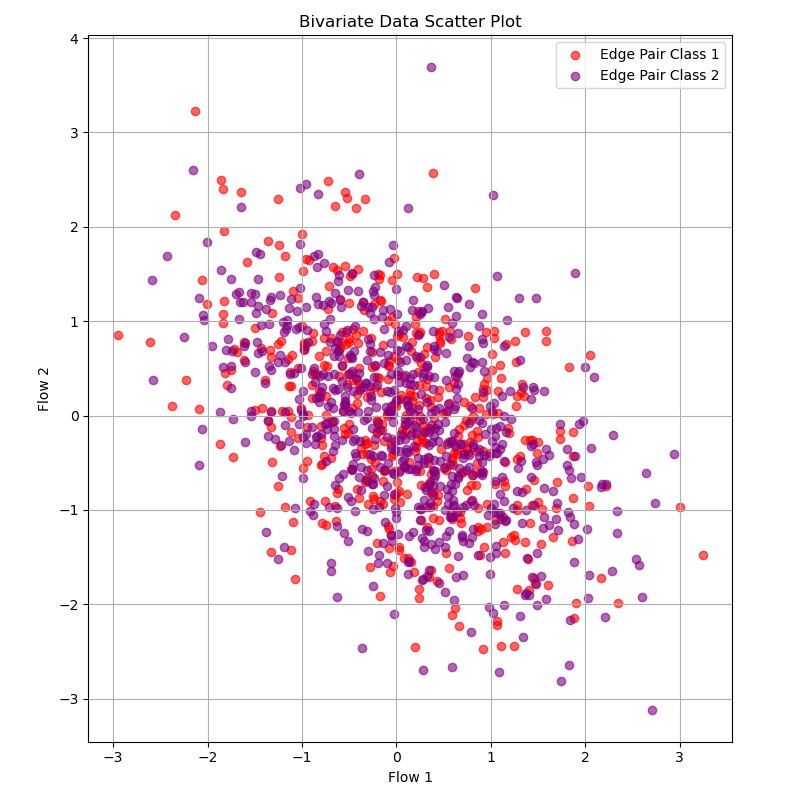 Bivariate Data Scatter Plot
Edge Pair Class 1
Edge Pair Class 2
4
3
2
1
0
−1
−2
−3
Flow 2
−3 −2 −1 0 1 2 3
Flow 1